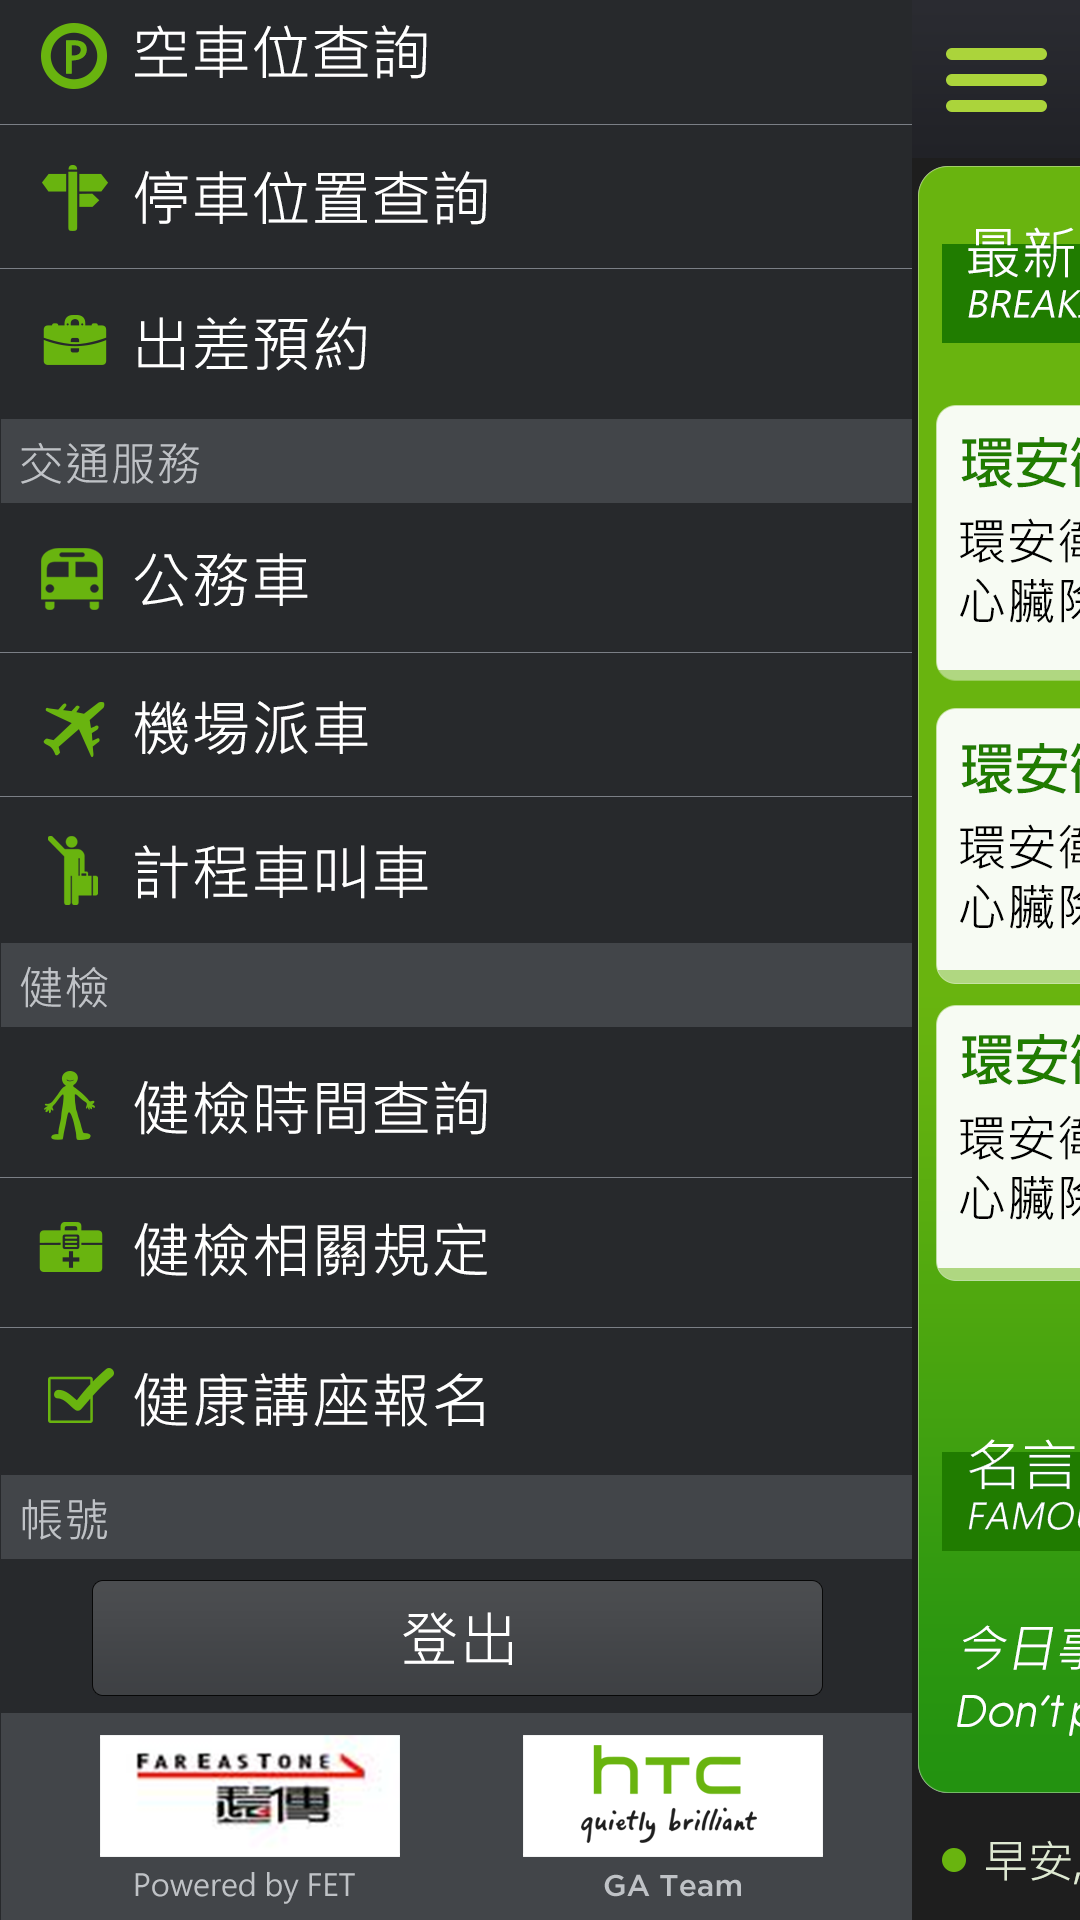 空車位查詢
停車位置查詢
出差預約
交通服務
公務車
機場派車
計程車叫車
健檢
健檢時間查詢
健檢相關規定
健康講座報名
帳號
登出
FAREASTONE
遠傳
Powered by FET
hTC
quietly brilliant
GA Team
最新
BREAK
環安
環安
心臟
環安
環安
心臟
環安
環安
心臟
名言
FAMO
今日事
Don't p
早安,